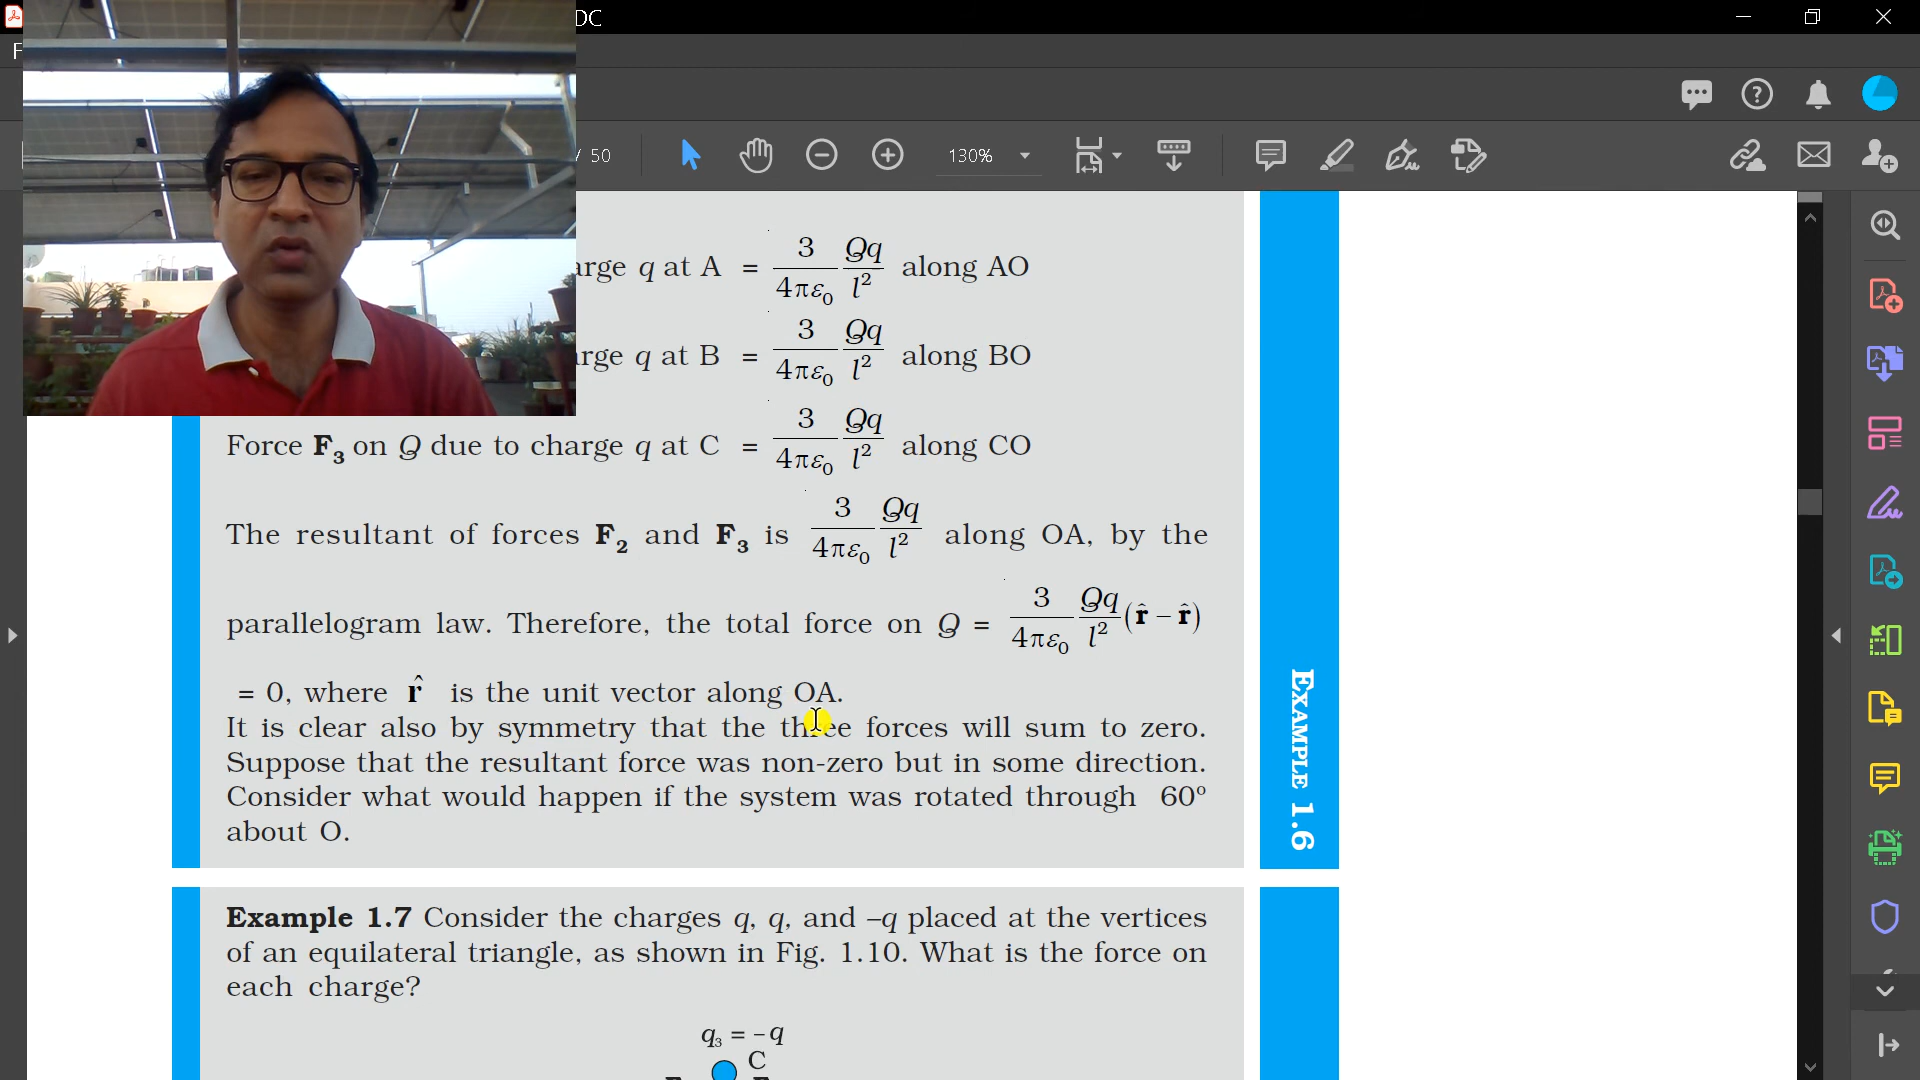 DC
/ 50
130%
arge q at A = 3/4πε₀ Qq/l² along AO
arge q at B = 3/4πε₀ Qq/l² along BO
Force F₃ on Q due to charge q at C = 3/4πε₀ Qq/l² along CO
The resultant of forces F₂ and F₃ is 3/4πε₀ Qq/l² along OA, by the
parallelogram law. Therefore, the total force on Q = 3/4πε₀ Qq/l² (r̂ − r̂)
= 0, where r̂ is the unit vector along OA.
It is clear also by symmetry that the three forces will sum to zero.
Suppose that the resultant force was non-zero but in some direction.
Consider what would happen if the system was rotated through 60º
about O.
EXAMPLE 1.6
Example 1.7 Consider the charges q, q, and –q placed at the vertices
of an equilateral triangle, as shown in Fig. 1.10. What is the force on
each charge?
q₃ = – q
C